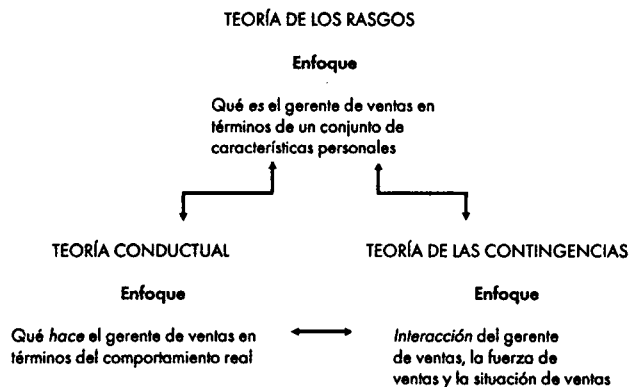 TEORÍA DE LOS RASGOS
Enfoque
Qué es el gerente de ventas en
términos de un conjunto de
características personales
TEORÍA CONDUCTUAL
Enfoque
Qué hace el gerente de ventas en
términos del comportamiento real
TEORÍA DE LAS CONTINGENCIAS
Enfoque
Interacción del gerente
de ventas, la fuerza de
ventas y la situación de ventas